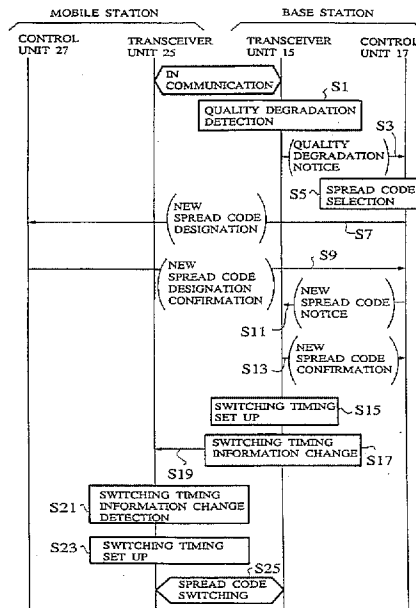 MOBILE STATION
BASE STATION
CONTROL
UNIT 27
TRANSCEIVER
UNIT 25
TRANSCEIVER
UNIT 15
CONTROL
UNIT 17
IN
COMMUNICATION
S1
QUALITY DEGRADATION
DETECTION
S3
QUALITY
DEGRADATION
NOTICE
S5
SPREAD CODE
SELECTION
NEW
SPREAD CODE
DESIGNATION
S7
S9
NEW
SPREAD CODE
DESIGNATION
CONFIRMATION
NEW
SPREAD CODE
NOTICE
S11
S13
NEW
SPREAD CODE
CONFIRMATION
SWITCHING TIMING
SET UP
S15
SWITCHING TIMING
INFORMATION CHANGE
S17
S19
S21
SWITCHING TIMING
INFORMATION CHANGE
DETECTION
S23
SWITCHING TIMING
SET UP
S25
SPREAD CODE
SWITCHING